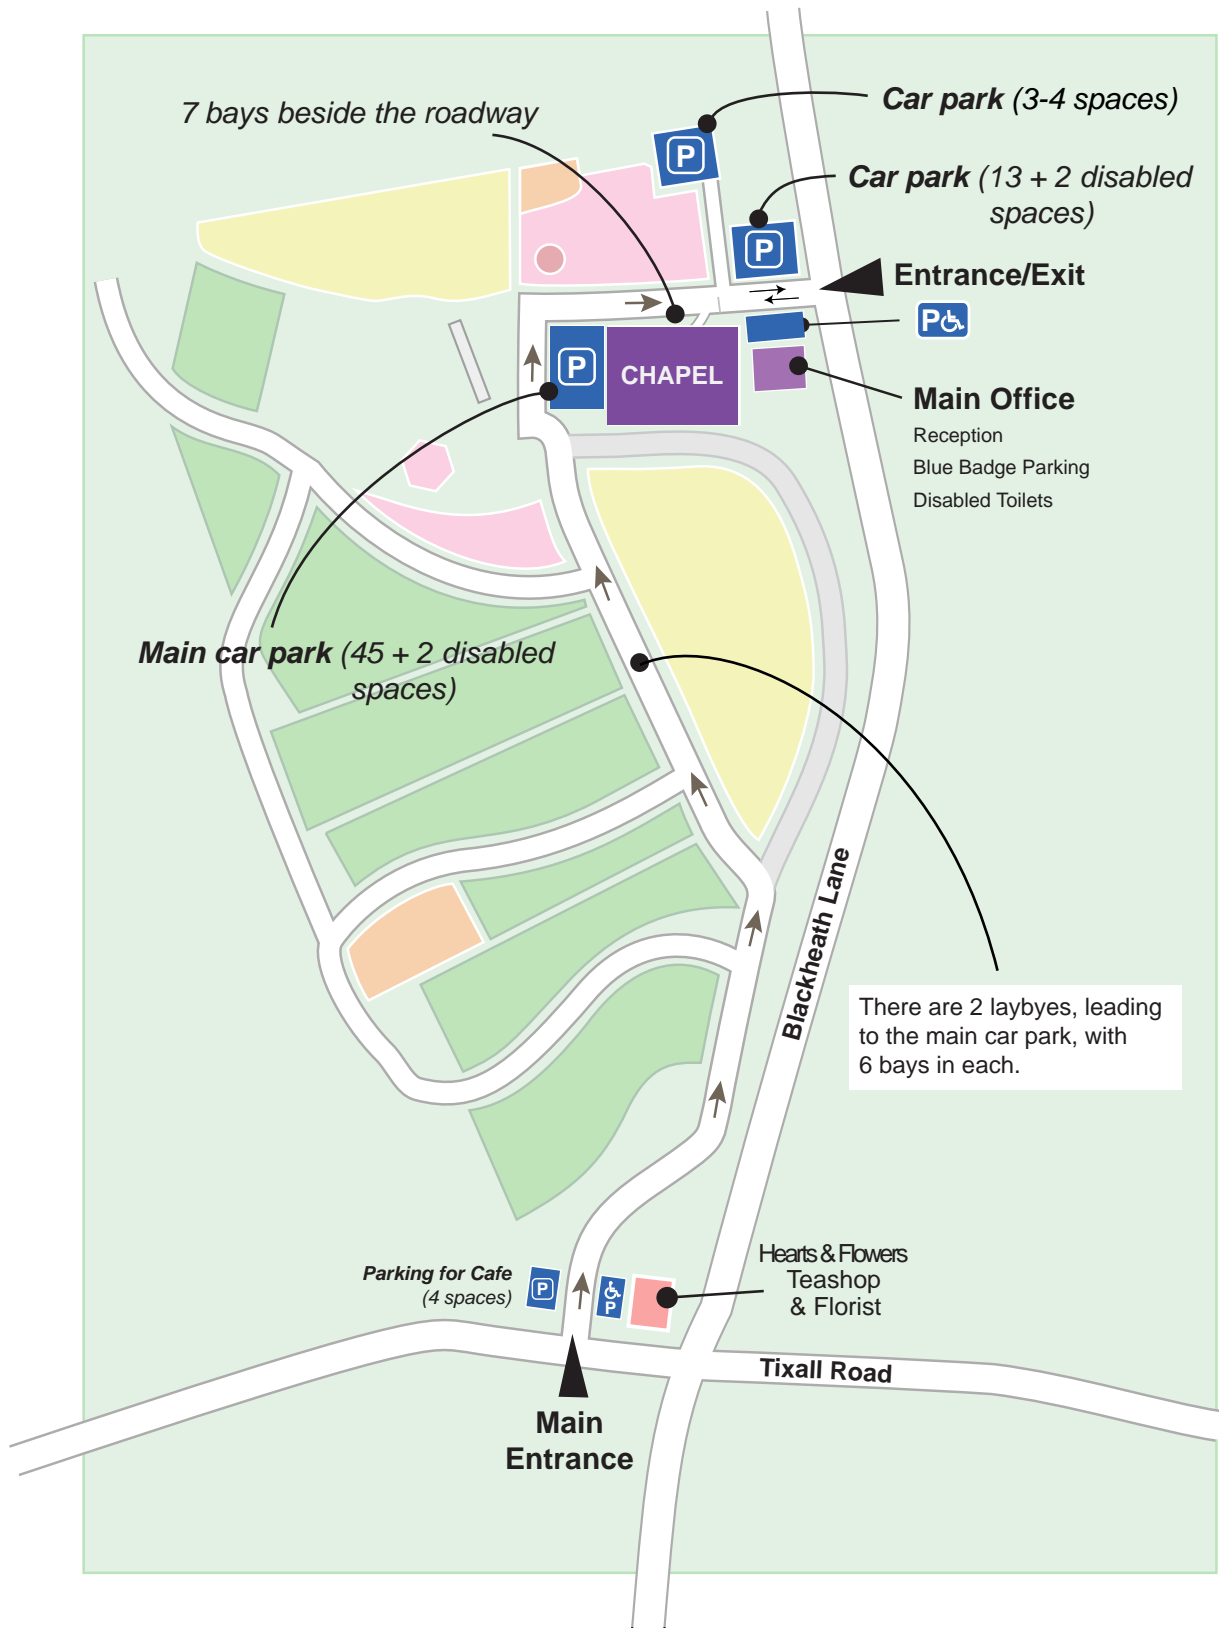 7 bays beside the roadway
Car park (3-4 spaces)
P
Car park (13 + 2 disabled
spaces)
P
Entrance/Exit
P
P
CHAPEL
Main Office
Reception
Blue Badge Parking
Disabled Toilets
Main car park (45 + 2 disabled
spaces)
Blackheath Lane
There are 2 laybyes, leading
to the main car park, with
6 bays in each.
Hearts & Flowers
Teashop
& Florist
Parking for Cafe
(4 spaces)
P
P
Tixall Road
Main
Entrance